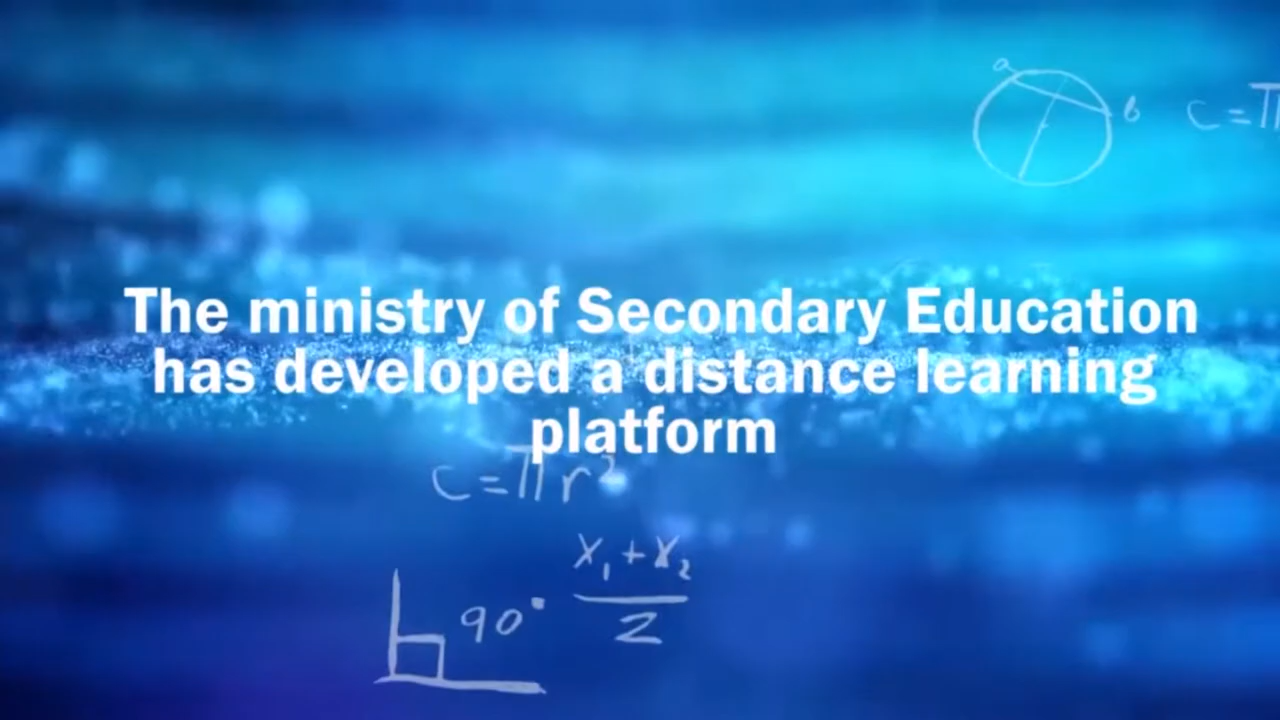 a
b
c=π
The ministry of Secondary Education
has developed a distance learning
platform
c=πr²
x₁+x₂
90°
2